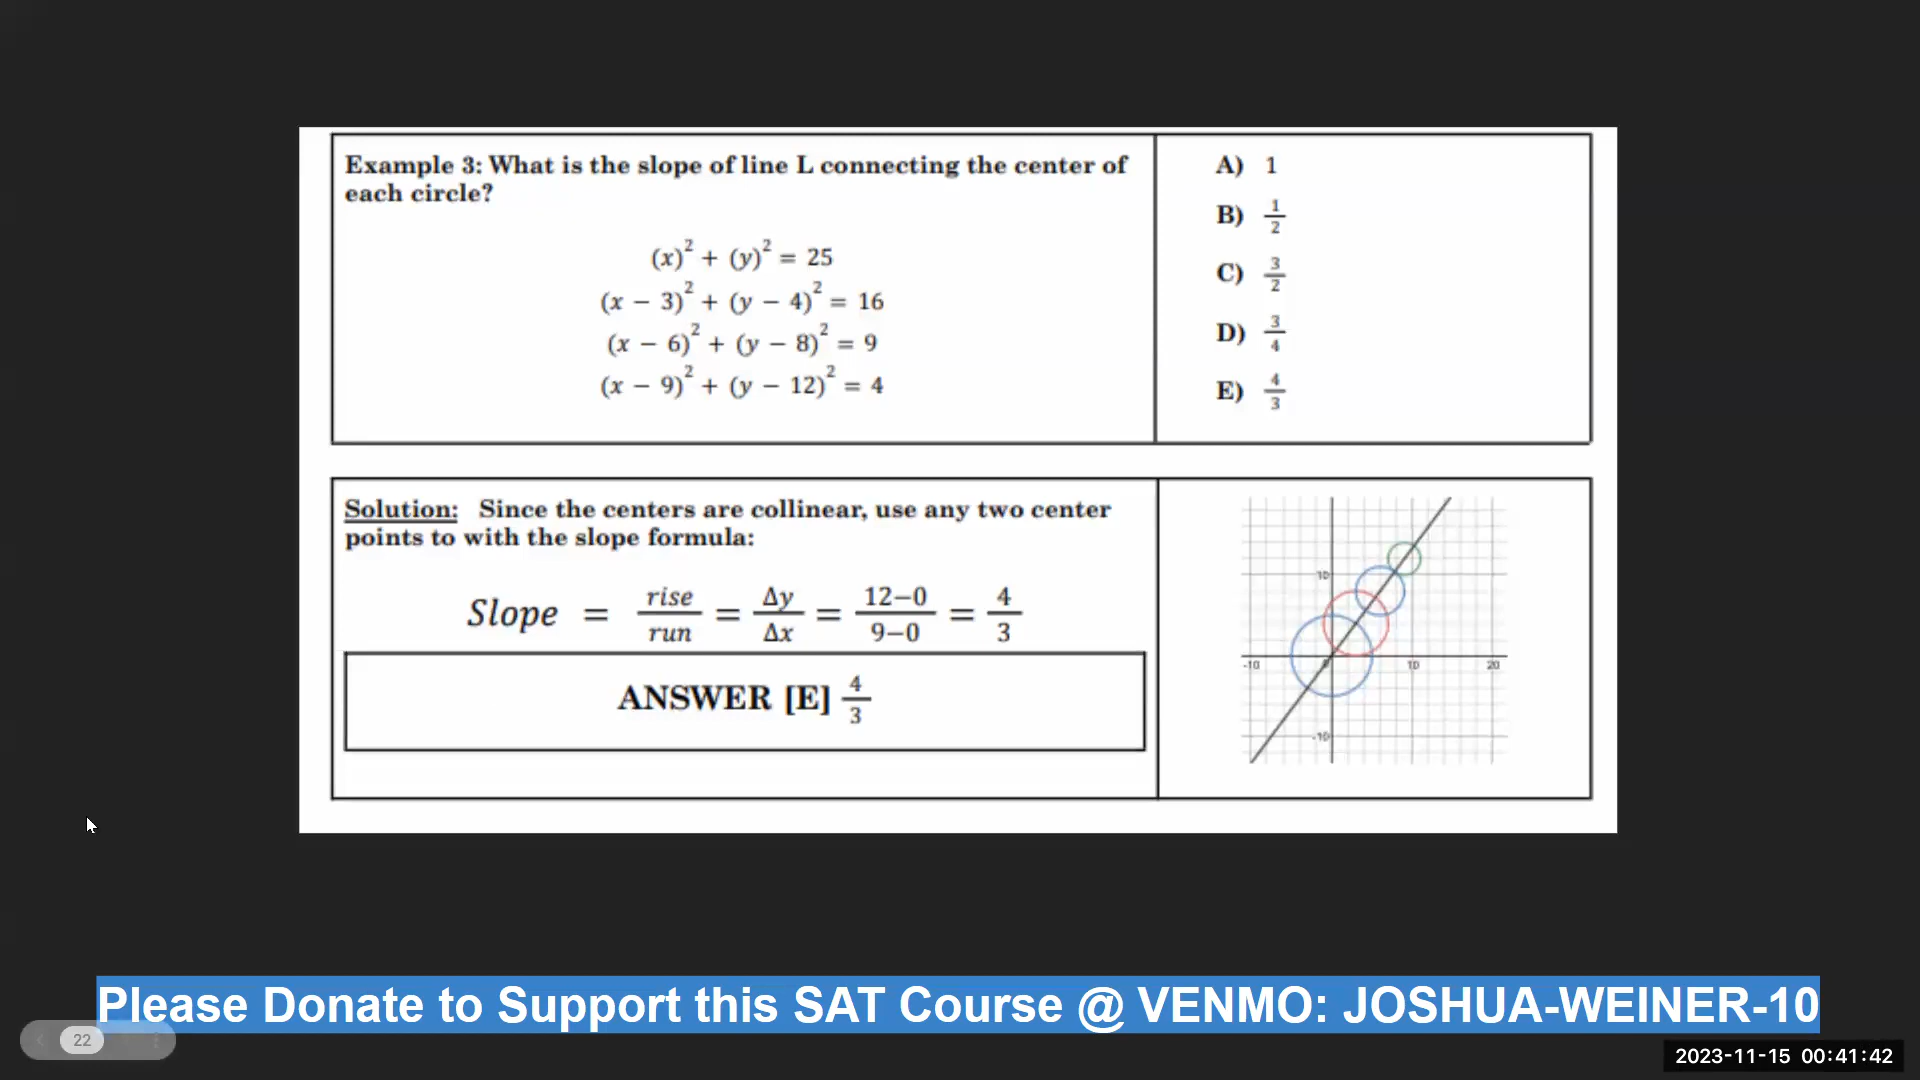 Example 3: What is the slope of line L connecting the center of
each circle?
(x)² + (y)² = 25
(x − 3)² + (y − 4)² = 16
(x − 6)² + (y − 8)² = 9
(x − 9)² + (y − 12)² = 4
A) 1
B) 1/2
C) 3/2
D) 3/4
E) 4/3
Solution: Since the centers are collinear, use any two center
points to with the slope formula:
Slope = rise/run = Δy/Δx = 12−0/9−0 = 4/3
ANSWER [E] 4/3
10
-10 0 10 20
-10
Please Donate to Support this SAT Course @ VENMO: JOSHUA-WEINER-10
22
2023-11-15 00:41:42